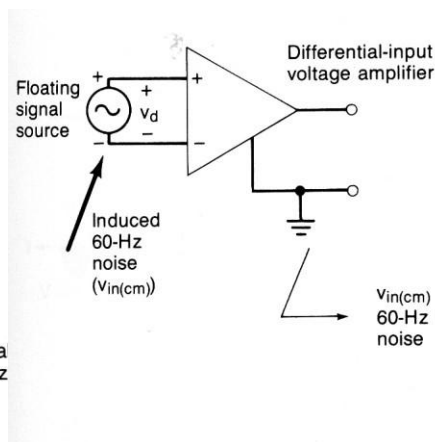 Differential-input
voltage amplifier
Floating
signal
source
+
+
+
v_d
−
−
−
Induced
60-Hz
noise
(v_in(cm))
v_in(cm)
60-Hz
noise
al
z